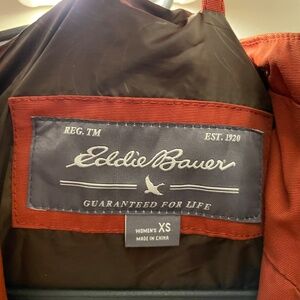 REG. TM EST. 1920
Eddie Bauer
GUARANTEED FOR LIFE
WOMEN'S XS
MADE IN CHINA